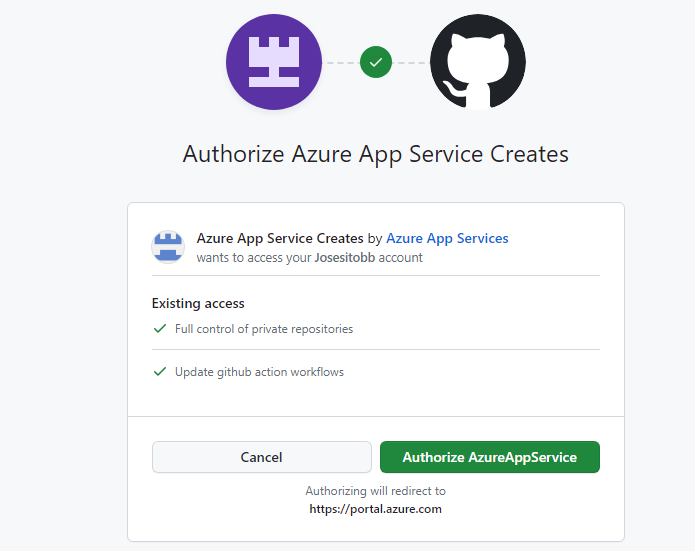 Authorize Azure App Service Creates
Azure App Service Creates by Azure App Services
wants to access your Josesitobb account
Existing access
Full control of private repositories
Update github action workflows
Cancel
Authorize AzureAppService
Authorizing will redirect to
https://portal.azure.com